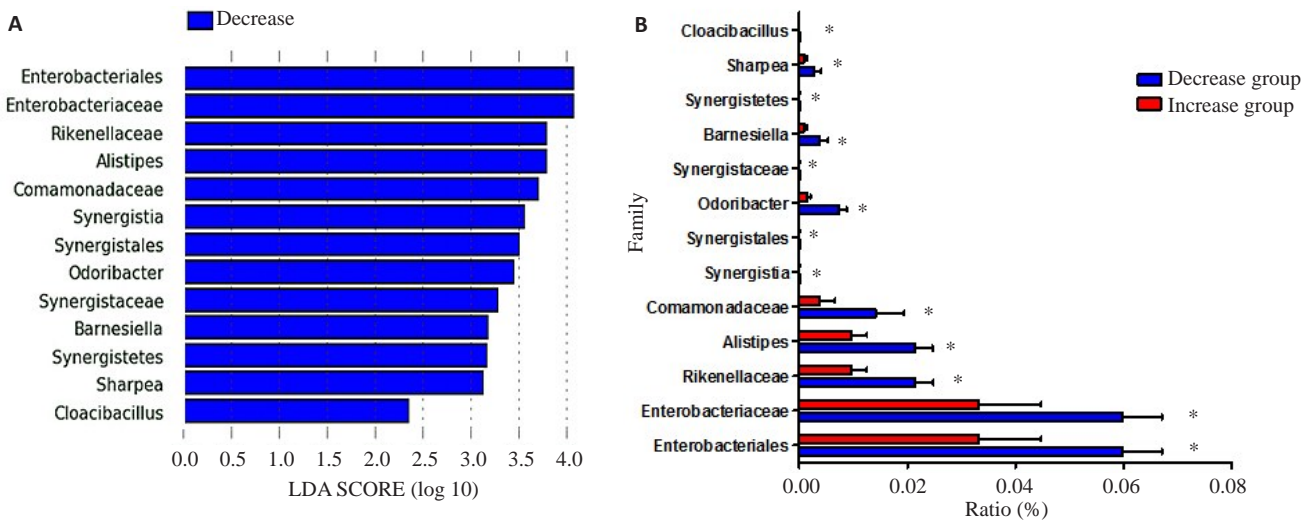 A
Decrease
Enterobacteriales
Enterobacteriaceae
Rikenellaceae
Alistipes
Comamonadaceae
Synergistia
Synergistales
Odoribacter
Synergistaceae
Barnesiella
Synergistetes
Sharpea
Cloacibacillus
0.0 0.5 1.0 1.5 2.0 2.5 3.0 3.5 4.0
LDA SCORE (log 10)
B
Decrease group
Increase group
Family
Cloacibacillus *
Sharpea *
Synergistetes *
Barnesiella *
Synergistaceae *
Odoribacter *
Synergistales *
Synergistia *
Comamonadaceae *
Alistipes *
Rikenellaceae *
Enterobacteriaceae *
Enterobacteriales *
0.00 0.02 0.04 0.06 0.08
Ratio (%)